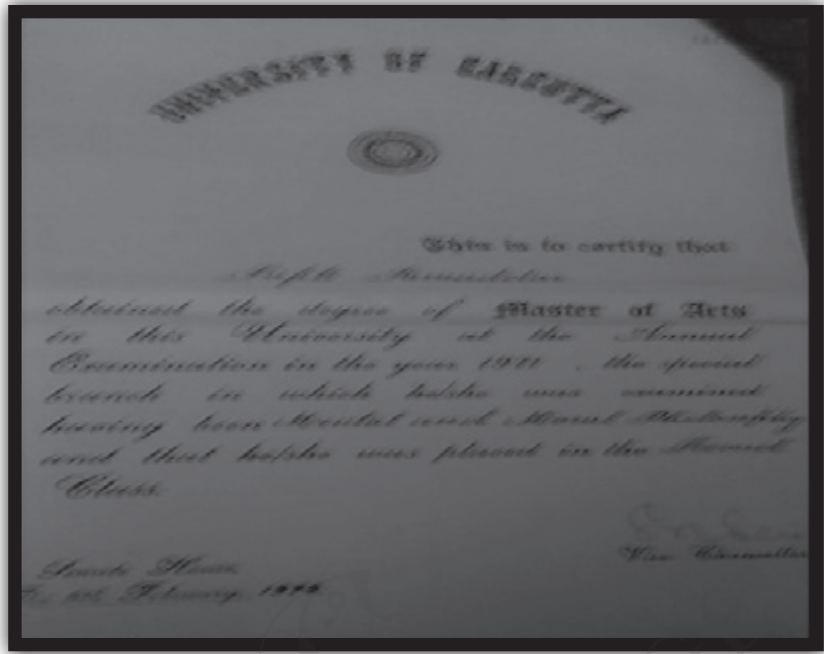 UNIVERSITY OF CALCUTTA
This is to certify that
obtained the degree of Master of Arts
in this University at the Annual
Examination in the year 1971, the special
branch in which he/she was examined
having been Mental and Moral Philosophy
and that he/she was placed in the Second
Class.
Senate House
February
Vice Chancellor